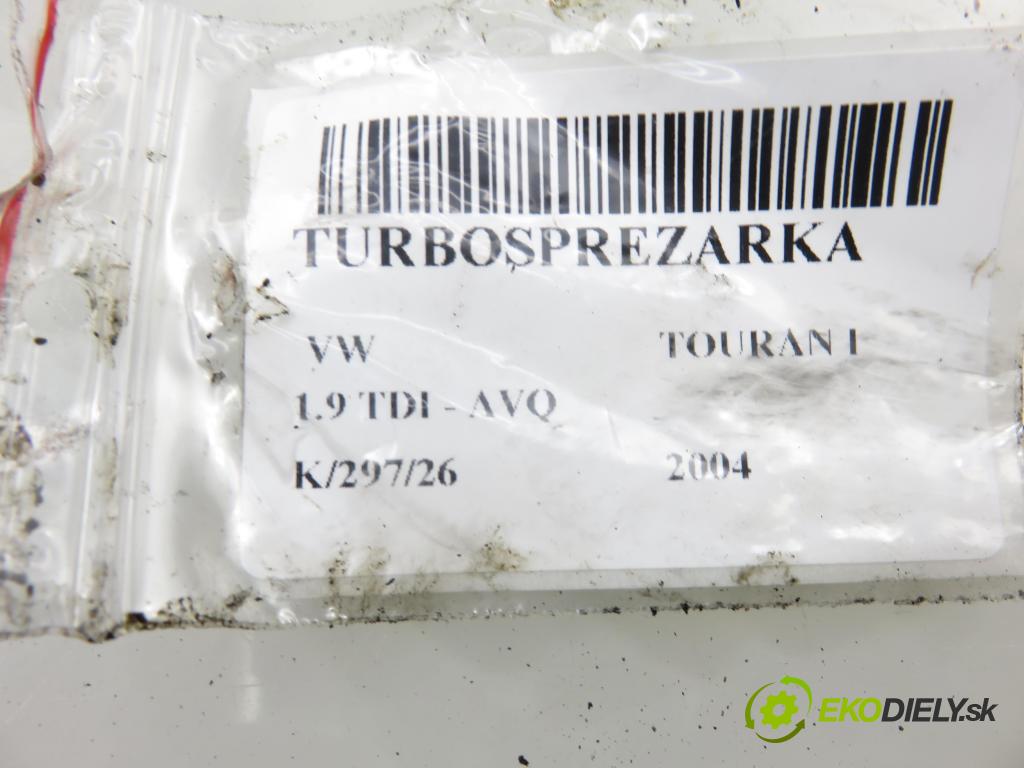 TURBOSPREZARKA
VW TOURAN I
1.9 TDI - AVQ
K/297/26 2004
EKODIELY.sk